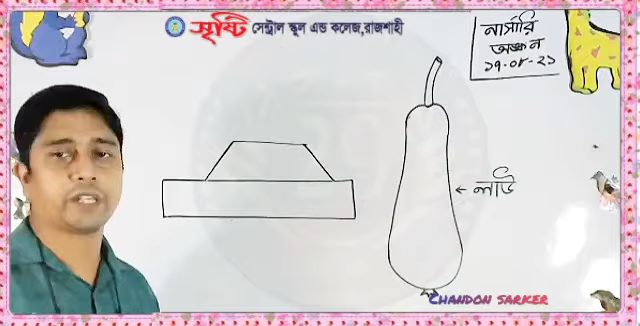 সৃষ্টি সেন্ট্রাল স্কুল এন্ড কলেজ,রাজশাহী
নার্সারি
অঙ্কন
১৭-০৮-২১
← লাউ
CHANDON SARKER